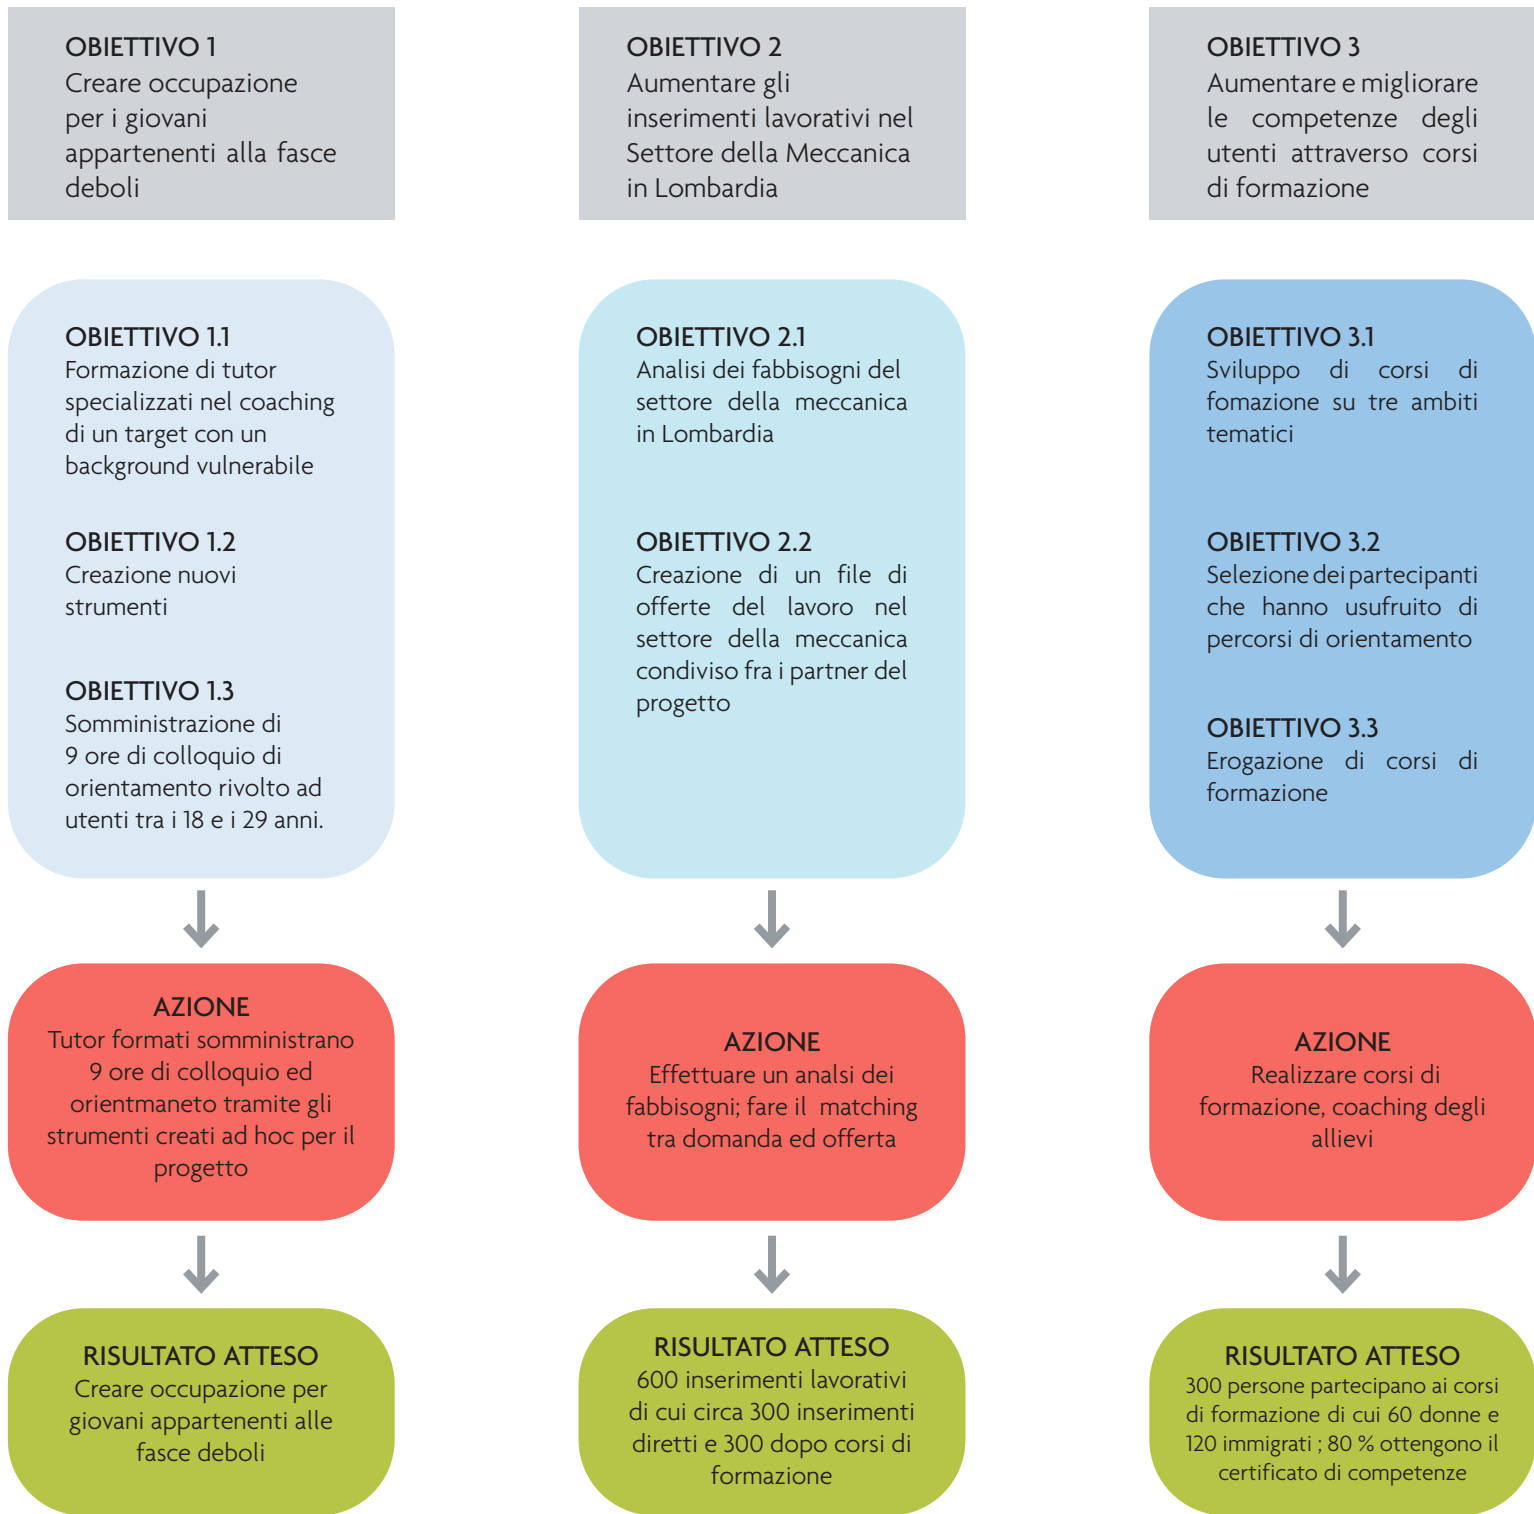 OBIETTIVO 1
Creare occupazione
per i giovani
appartenenti alla fasce
deboli
OBIETTIVO 2
Aumentare gli
inserimenti lavorativi nel
Settore della Meccanica
in Lombardia
OBIETTIVO 3
Aumentare e migliorare
le competenze degli
utenti attraverso corsi
di formazione
OBIETTIVO 1.1
Formazione di tutor
specializzati nel coaching
di un target con un
background vulnerabile
OBIETTIVO 1.2
Creazione nuovi
strumenti
OBIETTIVO 1.3
Somministrazione di
9 ore di colloquio di
orientamento rivolto ad
utenti tra i 18 e i 29 anni.
OBIETTIVO 2.1
Analisi dei fabbisogni del
settore della meccanica
in Lombardia
OBIETTIVO 2.2
Creazione di un file di
offerte del lavoro nel
settore della meccanica
condiviso fra i partner del
progetto
OBIETTIVO 3.1
Sviluppo di corsi di
fomazione su tre ambiti
tematici
OBIETTIVO 3.2
Selezione dei partecipanti
che hanno usufruito di
percorsi di orientamento
OBIETTIVO 3.3
Erogazione di corsi di
formazione
AZIONE
Tutor formati somministrano
9 ore di colloquio ed
orientmaneto tramite gli
strumenti creati ad hoc per il
progetto
AZIONE
Effettuare un analsi dei
fabbisogni; fare il matching
tra domanda ed offerta
AZIONE
Realizzare corsi di
formazione, coaching degli
allievi
RISULTATO ATTESO
Creare occupazione per
giovani appartenenti alle
fasce deboli
RISULTATO ATTESO
600 inserimenti lavorativi
di cui circa 300 inserimenti
diretti e 300 dopo corsi di
formazione
RISULTATO ATTESO
300 persone partecipano ai corsi
di formazione di cui 60 donne e
120 immigrati ; 80 % ottengono il
certificato di competenze